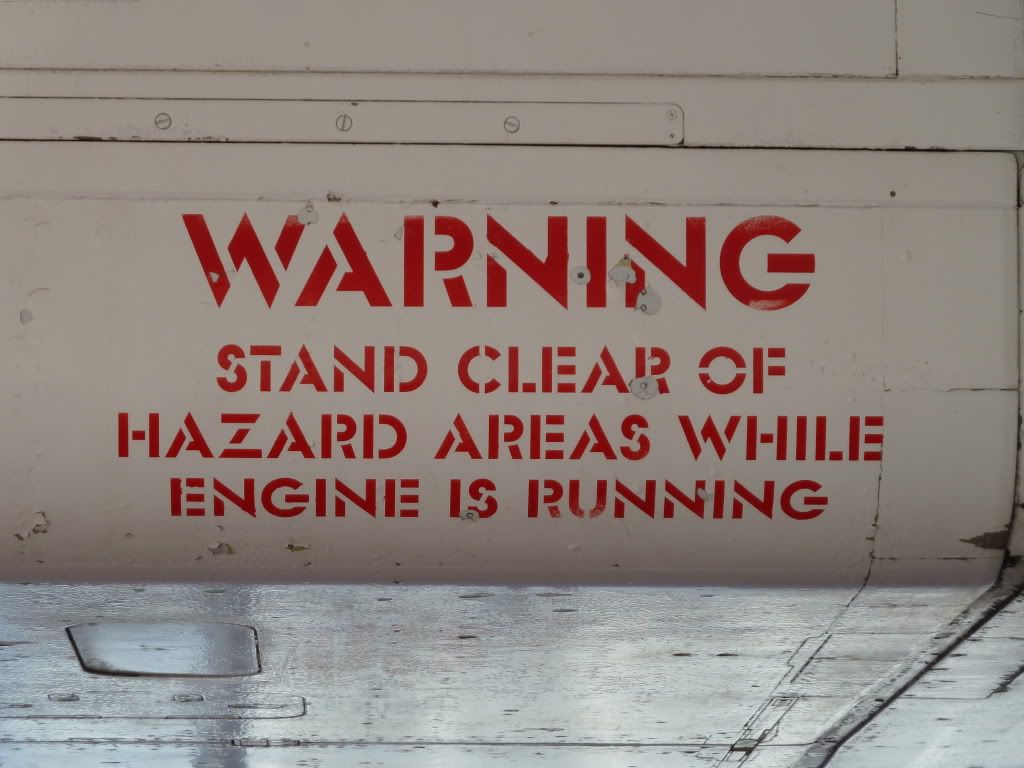 WARNING
STAND CLEAR OF
HAZARD AREAS WHILE
ENGINE IS RUNNING